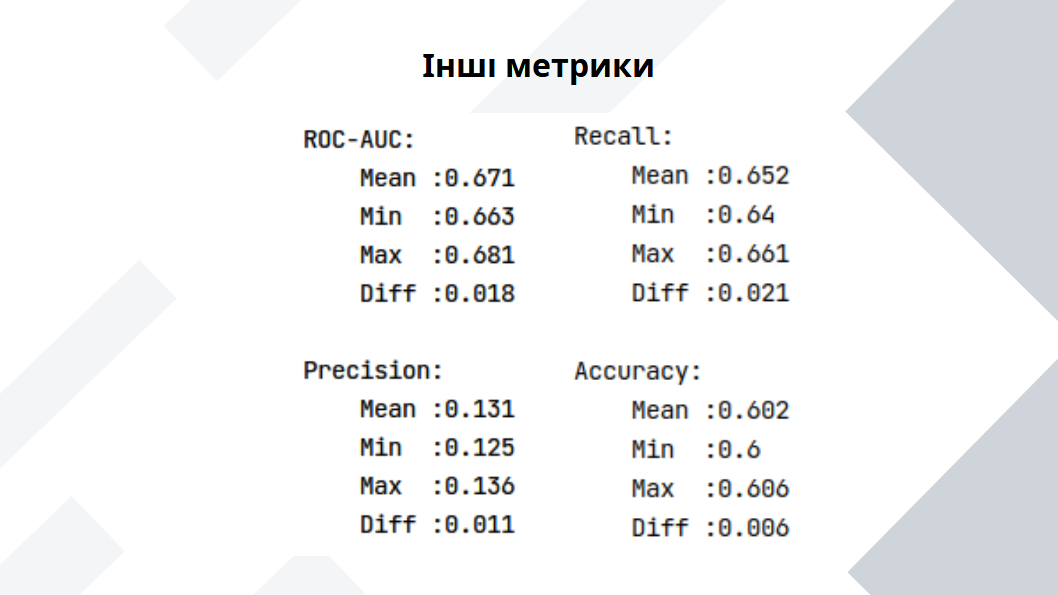 Інші метрики
ROC-AUC:
Mean :0.671
Min :0.663
Max :0.681
Diff :0.018
Recall:
Mean :0.652
Min :0.64
Max :0.661
Diff :0.021
Precision:
Mean :0.131
Min :0.125
Max :0.136
Diff :0.011
Accuracy:
Mean :0.602
Min :0.6
Max :0.606
Diff :0.006